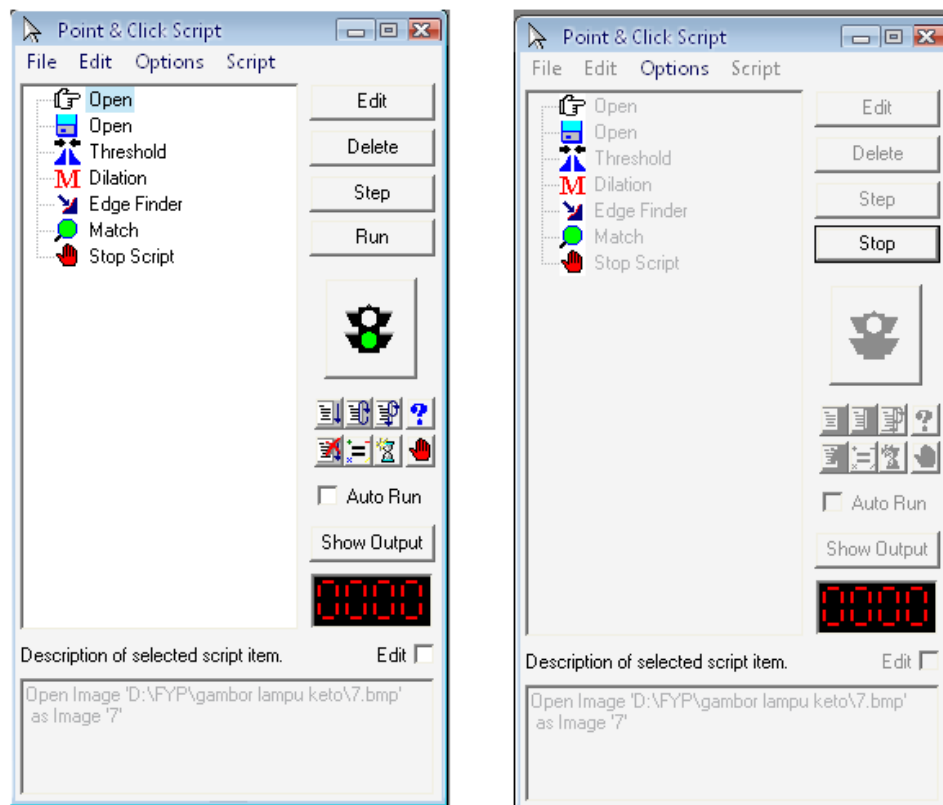 Point & Click Script
File Edit Options Script
Open
Open
Threshold
M Dilation
Edge Finder
Match
Stop Script
Edit
Delete
Step
Run
?
Auto Run
Show Output
0000
Description of selected script item.
Edit
Open Image 'D:\FYP\gambor lampu keto\7.bmp'
as Image '7'
Point & Click Script
File Edit Options Script
Open
Open
Threshold
M Dilation
Edge Finder
Match
Stop Script
Edit
Delete
Step
Stop
?
Auto Run
Show Output
0000
Description of selected script item.
Edit
Open Image 'D:\FYP\gambor lampu keto\7.bmp'
as Image '7'